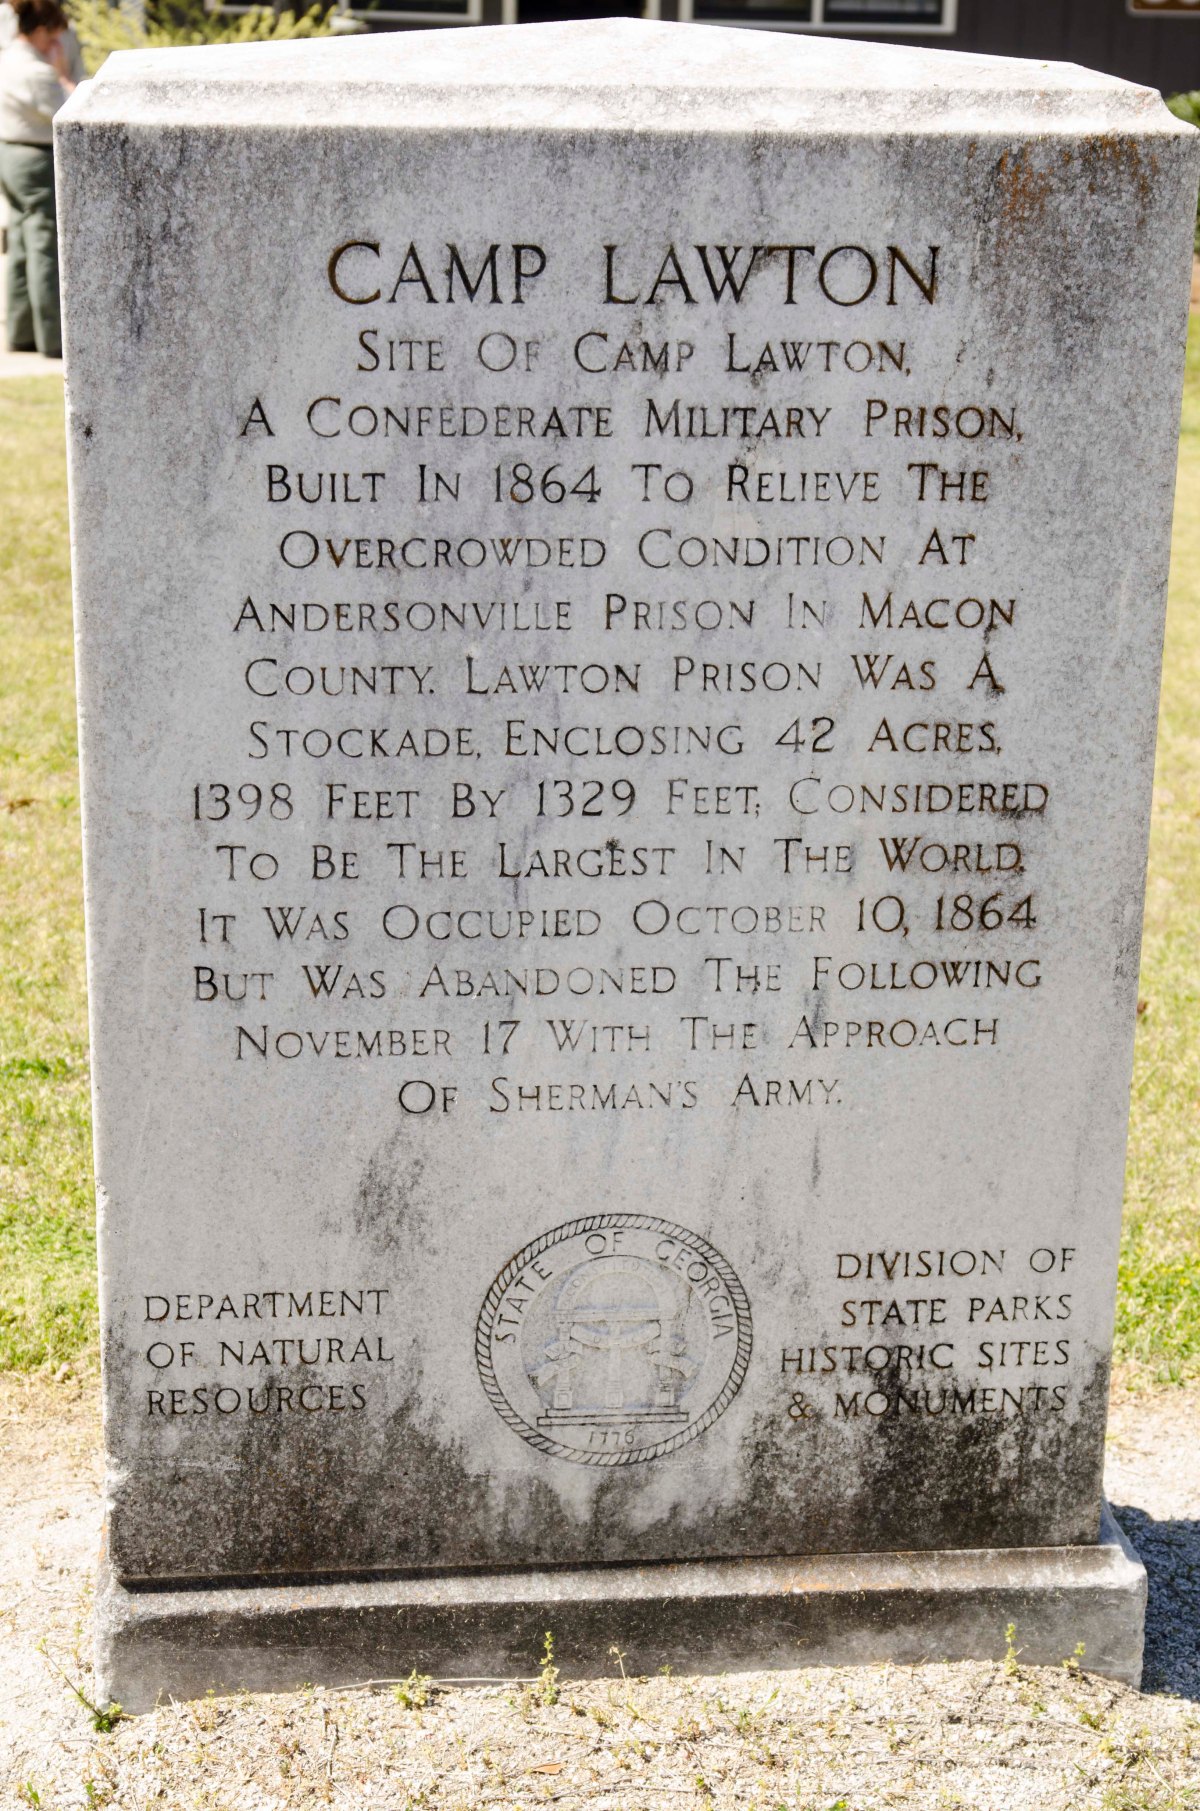 CAMP LAWTON
SITE OF CAMP LAWTON,
A CONFEDERATE MILITARY PRISON,
BUILT IN 1864 TO RELIEVE THE
OVERCROWDED CONDITION AT
ANDERSONVILLE PRISON IN MACON
COUNTY. LAWTON PRISON WAS A
STOCKADE, ENCLOSING 42 ACRES,
1398 FEET BY 1329 FEET; CONSIDERED
TO BE THE LARGEST IN THE WORLD.
IT WAS OCCUPIED OCTOBER 10, 1864
BUT WAS ABANDONED THE FOLLOWING
NOVEMBER 17 WITH THE APPROACH
OF SHERMAN'S ARMY.
DEPARTMENT
OF NATURAL
RESOURCES
STATE OF GEORGIA
1776
DIVISION OF
STATE PARKS
HISTORIC SITES
& MONUMENTS